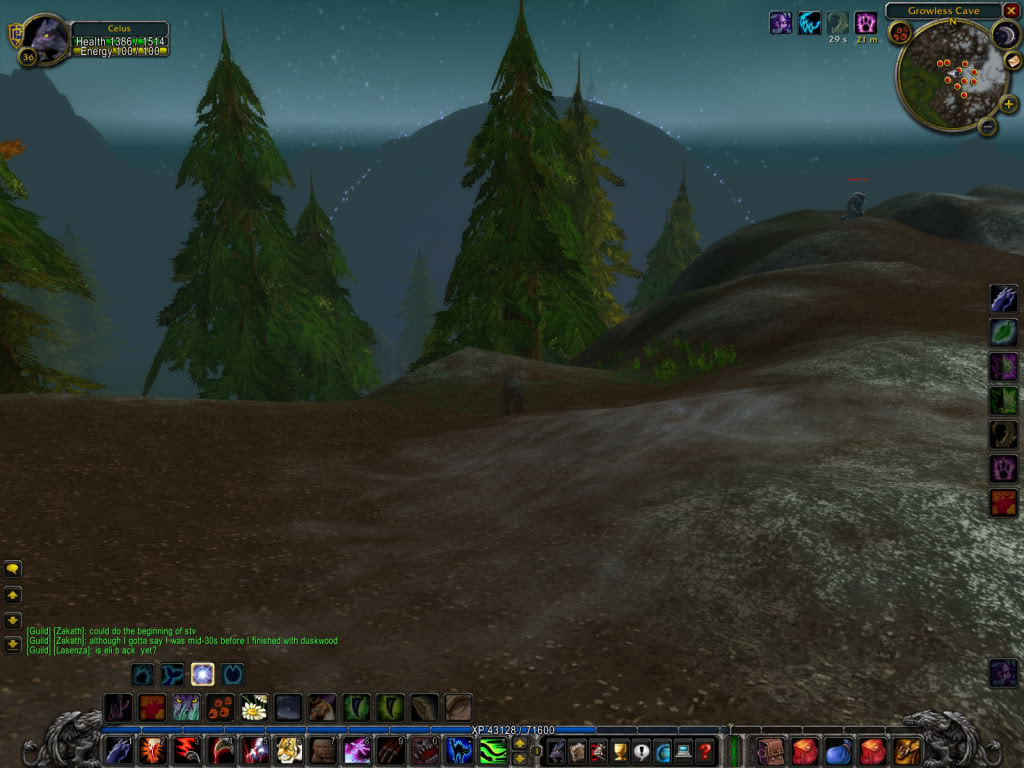 Celus
Health 1386 / 1514
Energy 100 / 100
36
Growless Cave
N
29 s
21 m
[Guild] [Zakath]: could do the beginning of stv
[Guild] [Zakath]: although I gotta say I was mid-30s before I finished with duskwood
[Guild] [Lasenza]: is eli b ack  yet?
XP 43128 / 71600